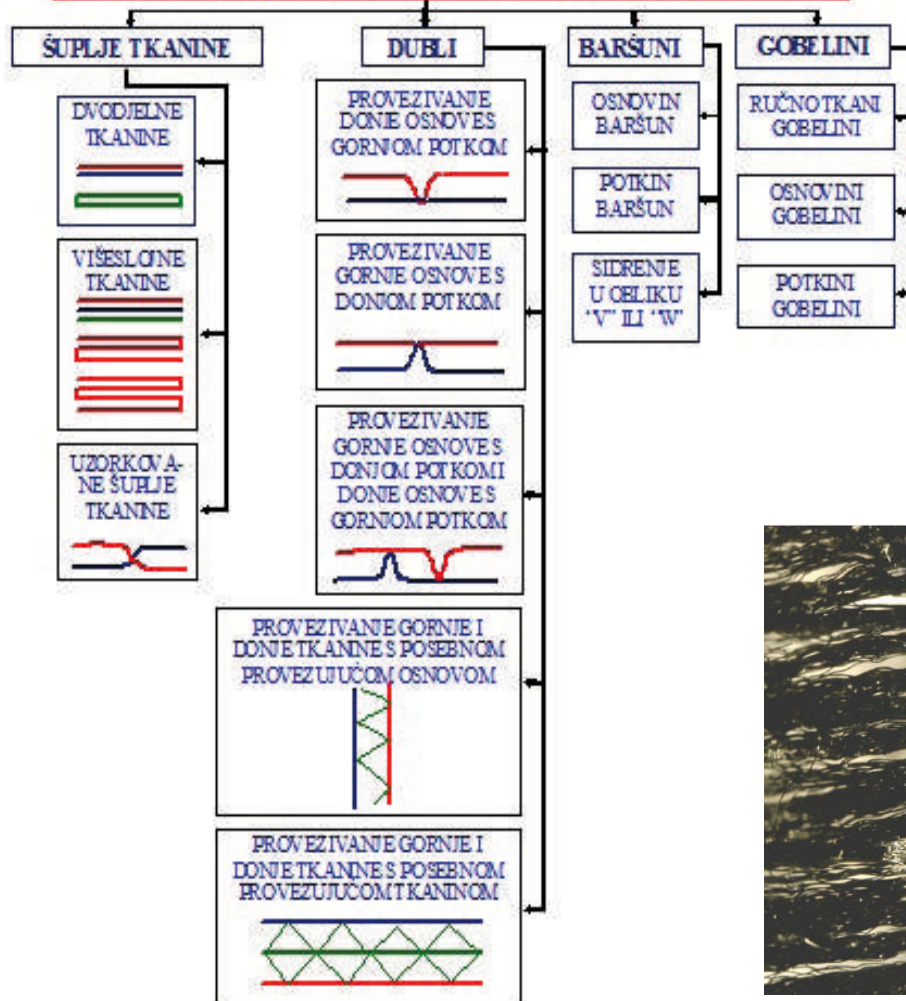 ŠUPLJE TKANINE
DVODJELNE
TKANINE
VIŠESLOJNE
TKANINE
UZORKOVA-
NE ŠUPLJE
TKANINE
DUBLI
PROVEZIVANJE
DONJE OSNOVE S
GORNJOM POTKOM
PROVEZIVANJE
GORNJE OSNOVE S
DONJOM POTKOM
PROVEZIVANJE
GORNJE OSNOVE S
DONJOM POTKOM I
DONJE OSNOVE S
GORNJOM POTKOM
PROVEZIVANJE GORNJE I
DONJE TKANINE S POSEBNOM
PROVEZUJUĆOM OSNOVOM
PROVEZIVANJE GORNJE I
DONJE TKANINE S POSEBNOM
PROVEZUJUĆOM TKANINOM
BARŠUNI
OSNOVIN
BARŠUN
POTKIN
BARŠUN
SIDRENJE
U OBLIKU
"V" ILI "W"
GOBELINI
RUČNO TKANI
GOBELINI
OSNOVINI
GOBELINI
POTKINI
GOBELINI